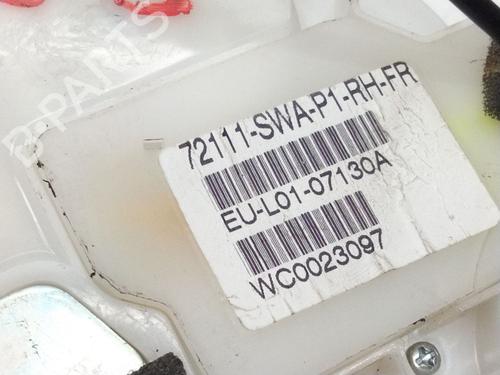 B-PARTS
72111-SWA-P1-RH-FR
EU-L01-07130A
WC0023097